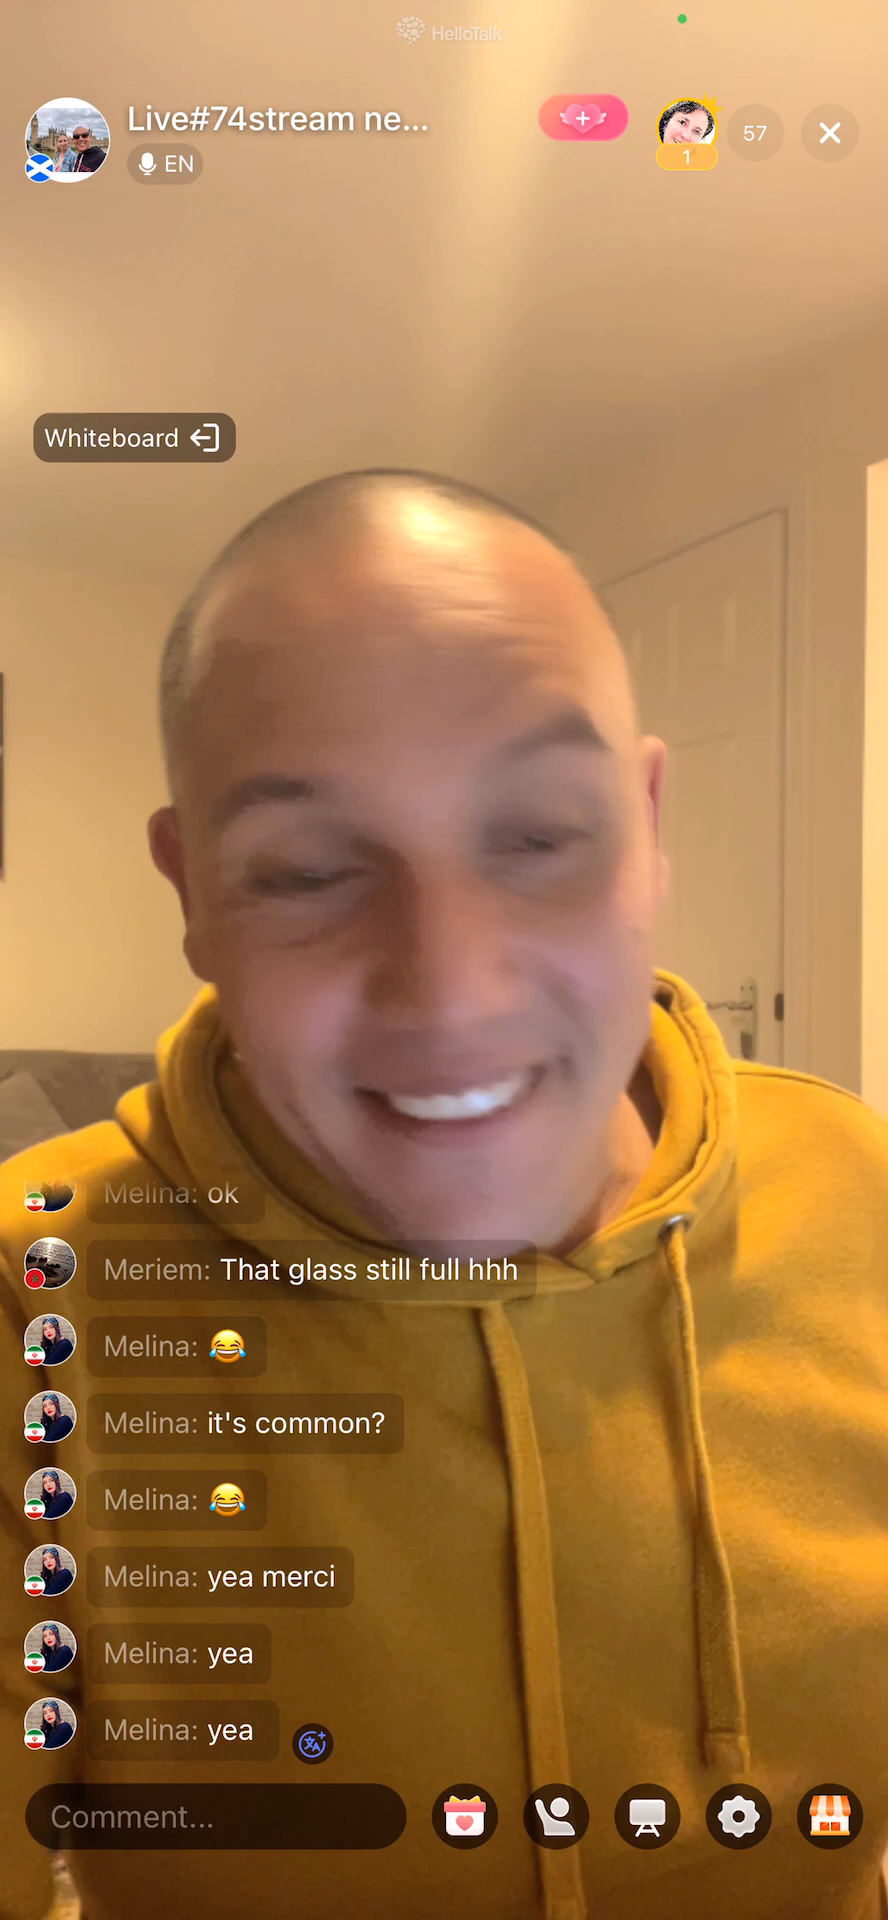 HelloTalk
Live#74stream ne...
EN
1
57
Whiteboard
Melina: ok
Meriem: That glass still full hhh
Melina: 😂
Melina: it's common?
Melina: 😂
Melina: yea merci
Melina: yea
Melina: yea
Comment...